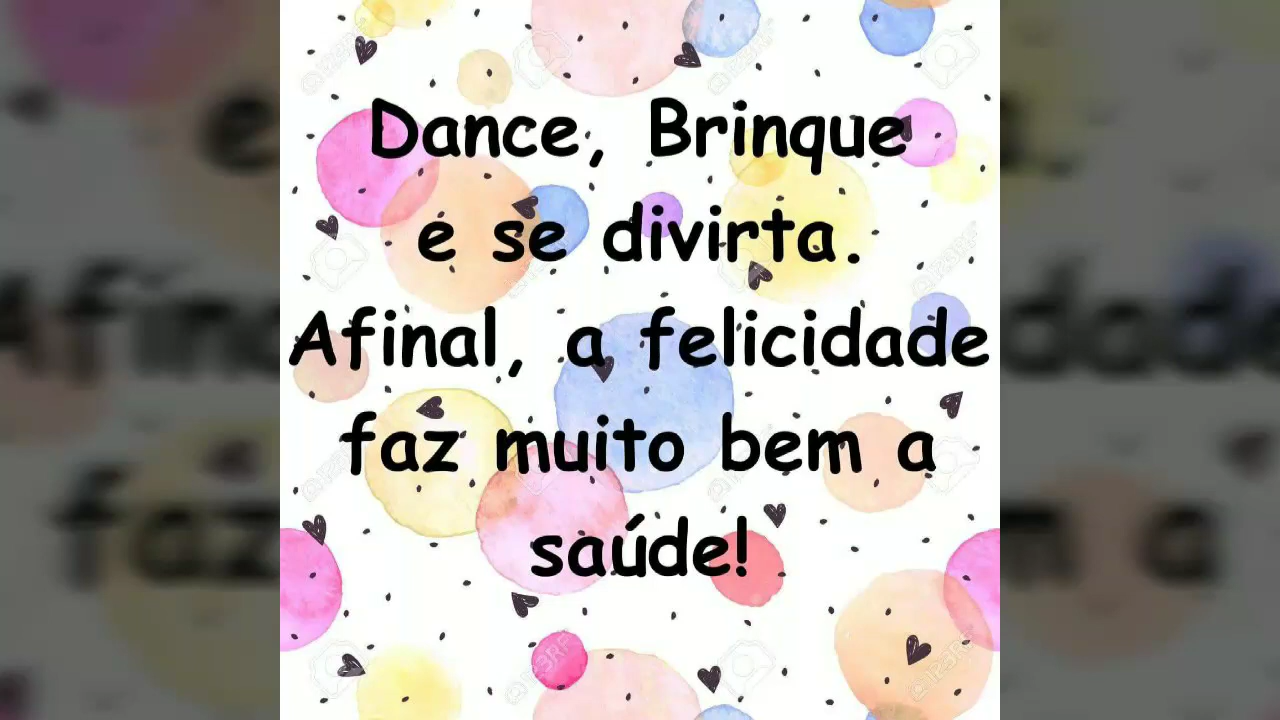 Dance, Brinque
e se divirta.
Afinal, a felicidade
faz muito bem a
saúde!